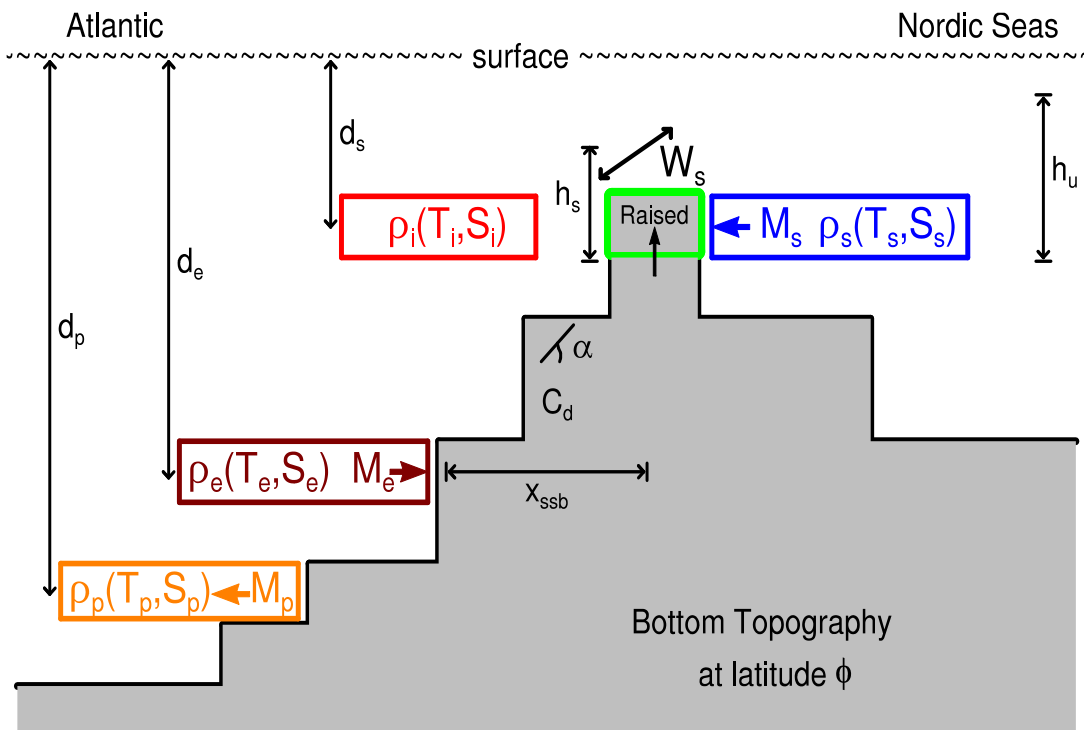 Atlantic
Nordic Seas
surface
d_s
d_e
d_p
h_s
W_s
h_u
ρ_i(T_i,S_i)
Raised
M_s ρ_s(T_s,S_s)
α
C_d
ρ_e(T_e,S_e) M_e
x_ssb
ρ_p(T_p,S_p) M_p
Bottom Topography
at latitude ϕ